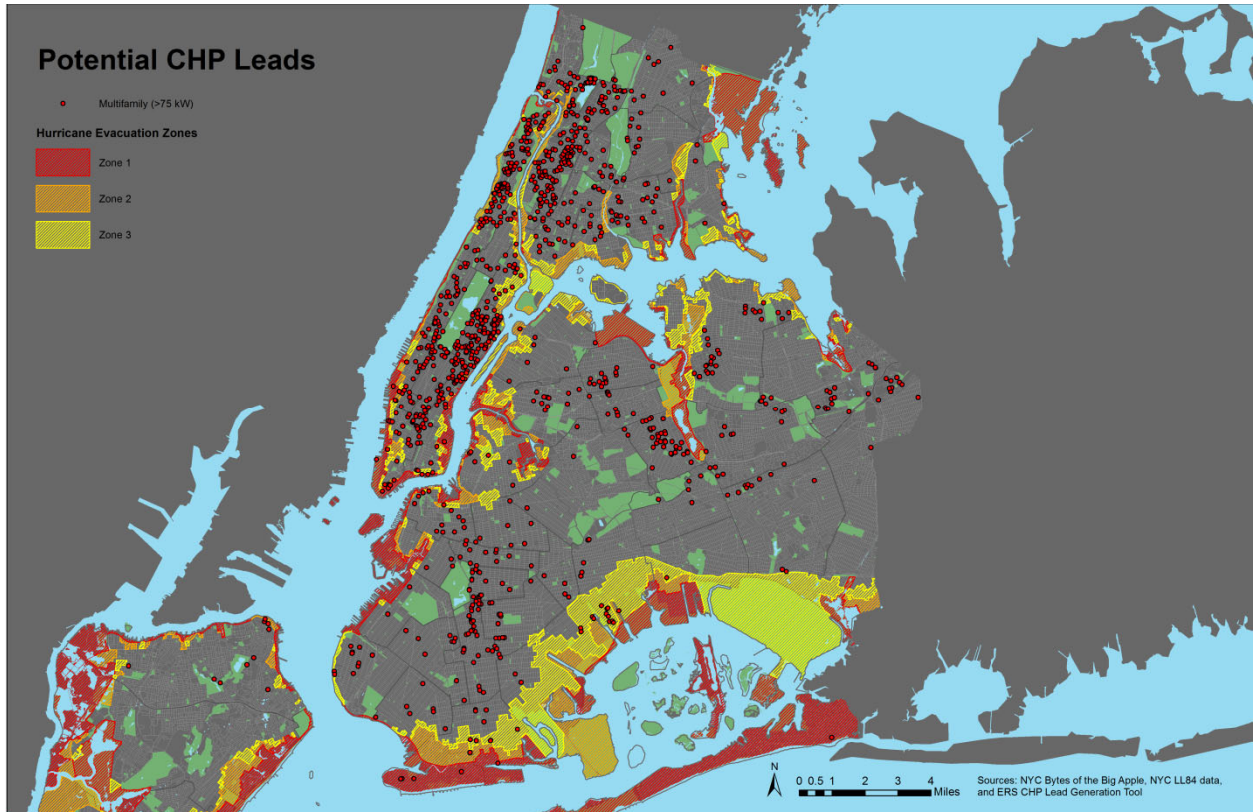 Potential CHP Leads
Multifamily (>75 kW)
Hurricane Evacuation Zones
Zone 1
Zone 2
Zone 3
N
0 0.5 1 2 3 4
Miles
Sources: NYC Bytes of the Big Apple, NYC LL84 data,
and ERS CHP Lead Generation Tool